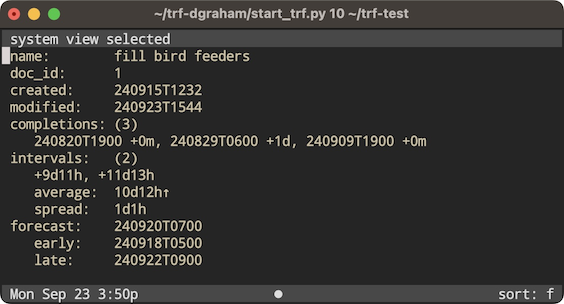 ~/trf-dgraham/start_trf.py 10 ~/trf-test
system view selected
name: fill bird feeders
doc_id: 1
created: 240915T1232
modified: 240923T1544
completions: (3)
240820T1900 +0m, 240829T0600 +1d, 240909T1900 +0m
intervals: (2)
+9d11h, +11d13h
average: 10d12h↑
spread: 1d1h
forecast: 240920T0700
early: 240918T0500
late: 240922T0900
Mon Sep 23 3:50p ● sort: f